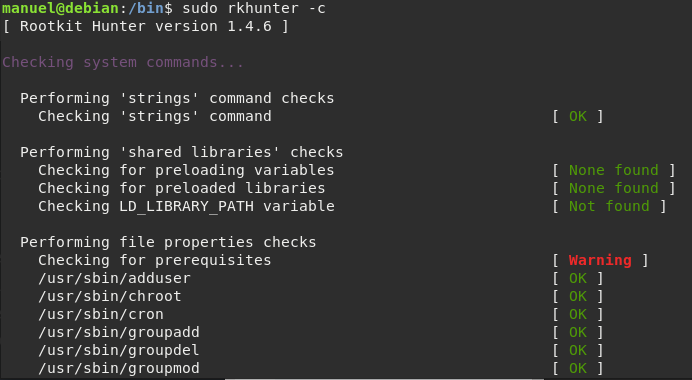 manuel@debian:/bin$ sudo rkhunter -c
[ Rootkit Hunter version 1.4.6 ]
Checking system commands...
Performing 'strings' command checks
Checking 'strings' command [ OK ]
Performing 'shared libraries' checks
Checking for preloading variables [ None found ]
Checking for preloaded libraries [ None found ]
Checking LD_LIBRARY_PATH variable [ Not found ]
Performing file properties checks
Checking for prerequisites [ Warning ]
/usr/sbin/adduser [ OK ]
/usr/sbin/chroot [ OK ]
/usr/sbin/cron [ OK ]
/usr/sbin/groupadd [ OK ]
/usr/sbin/groupdel [ OK ]
/usr/sbin/groupmod [ OK ]